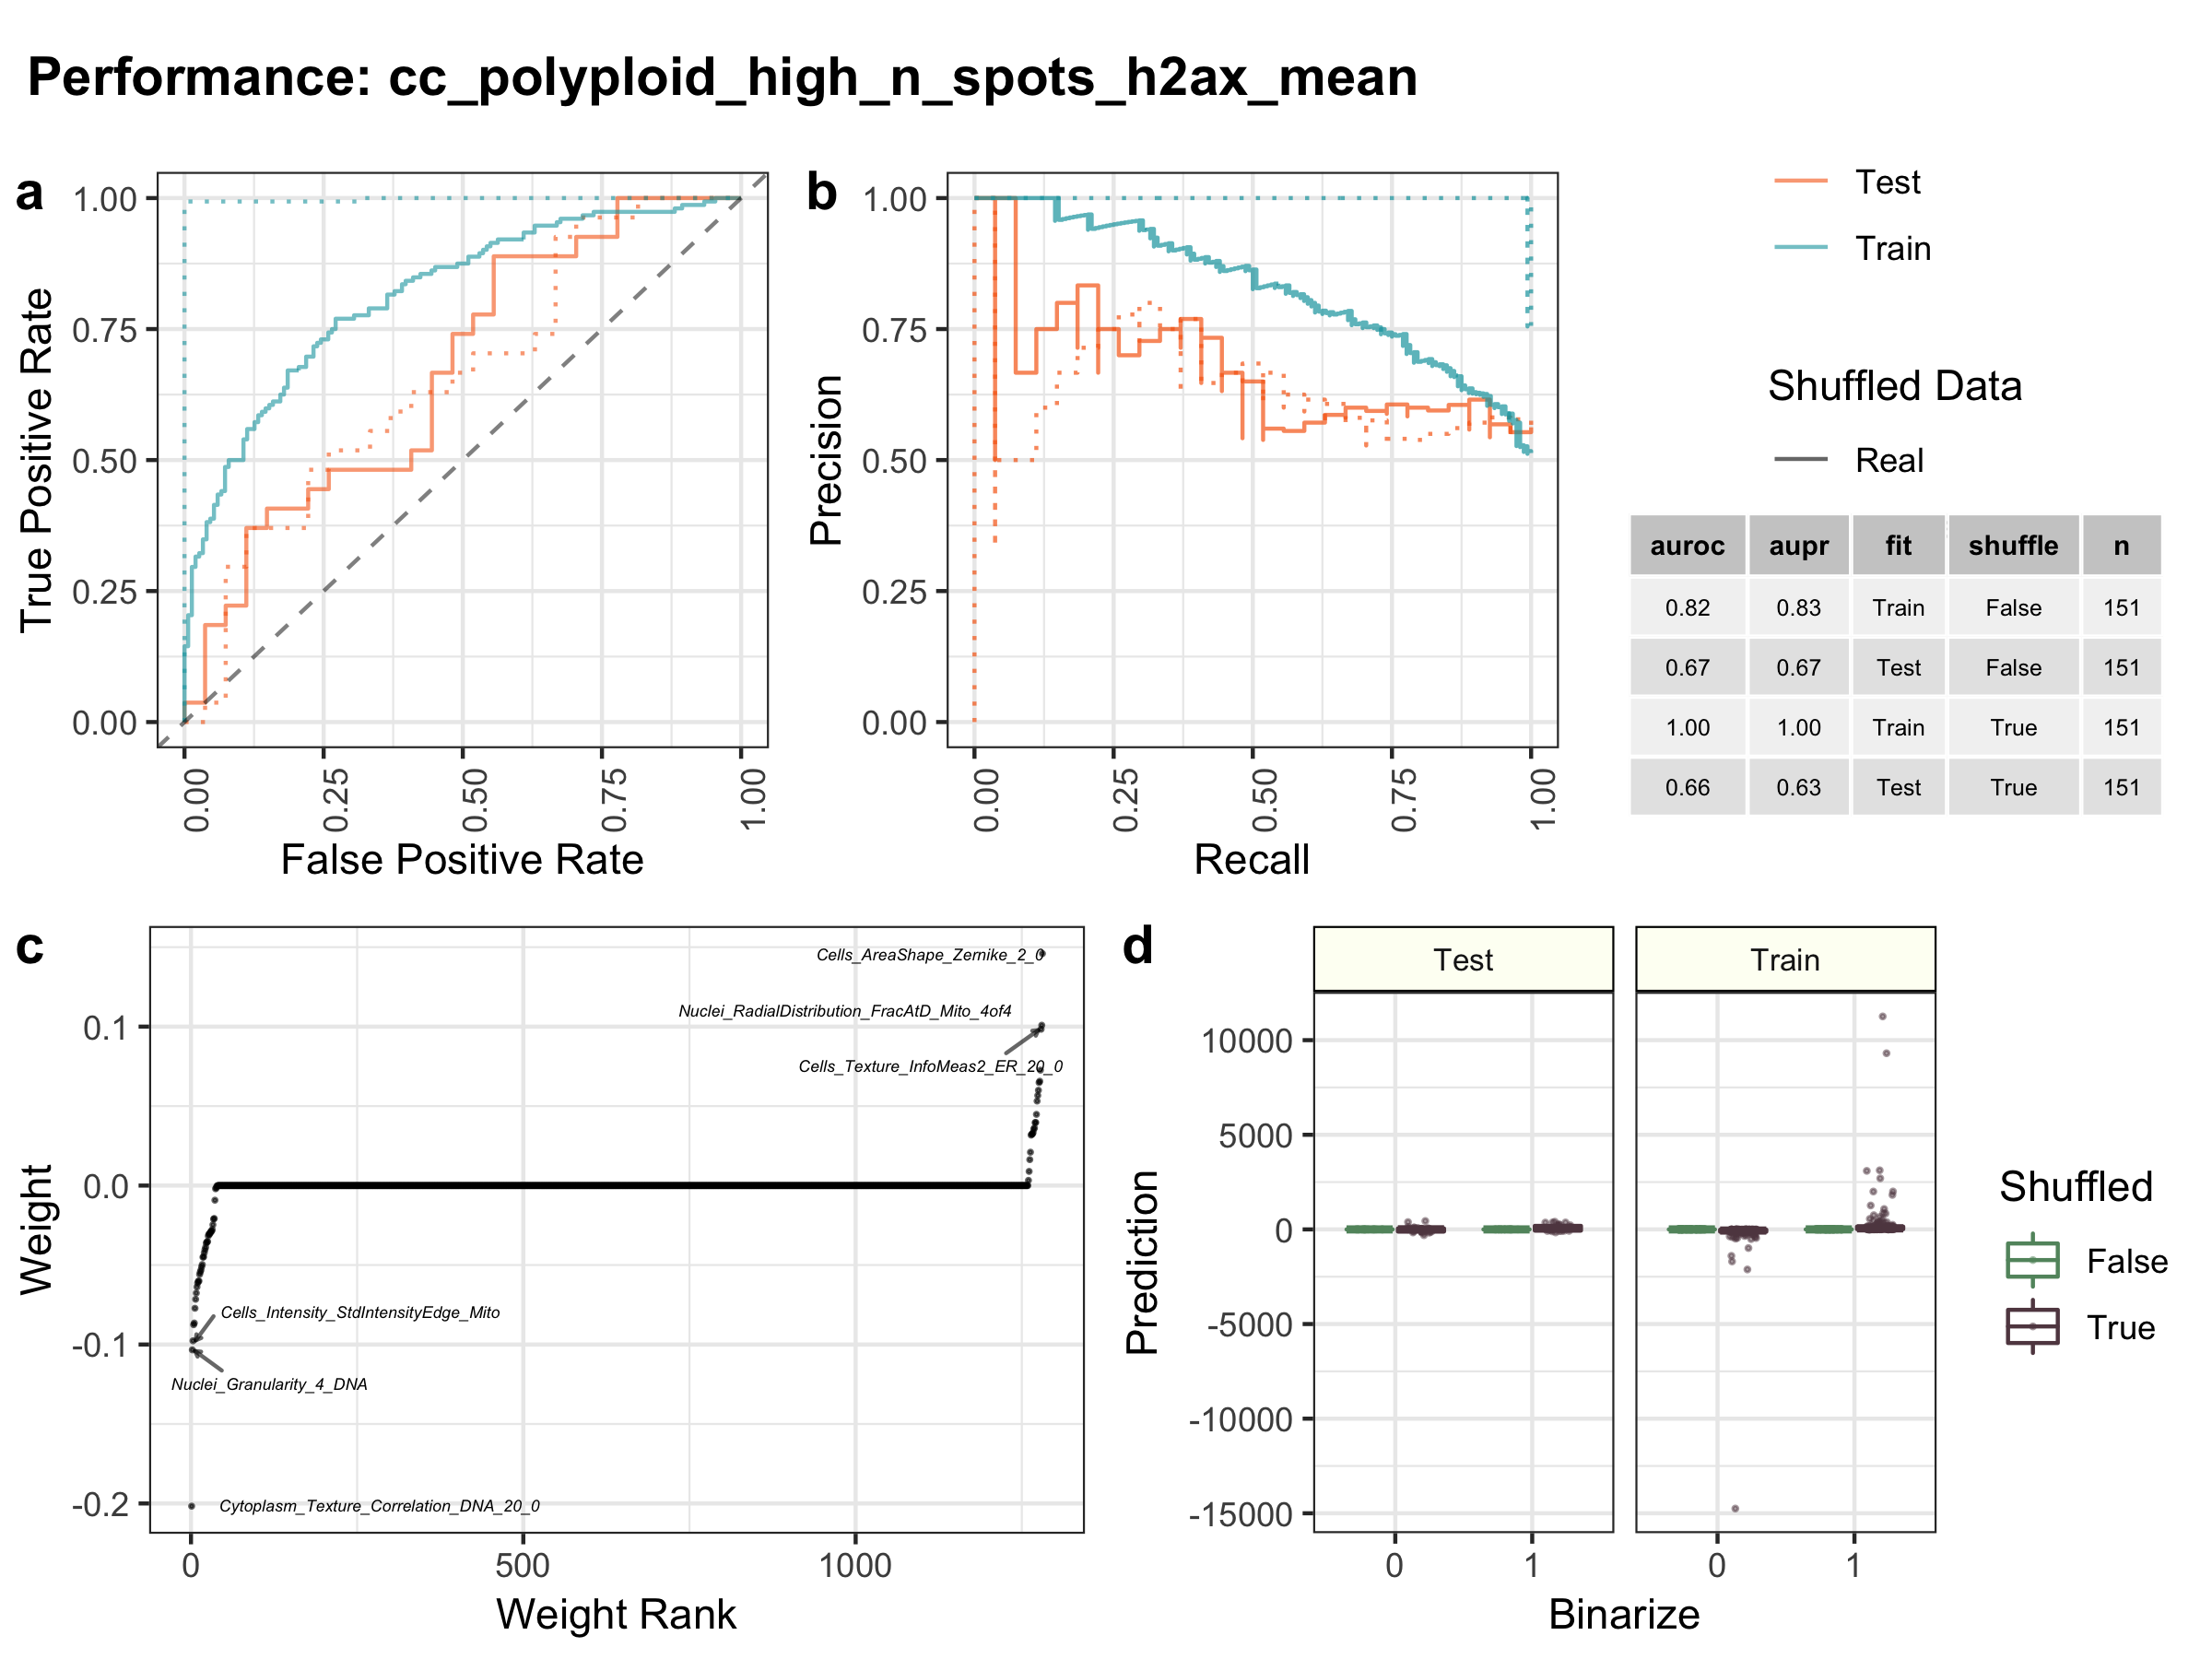 Performance: cc_polyploid_high_n_spots_h2ax_mean
a
1.00
0.75
0.50
0.25
0.00
True Positive Rate
0.00
0.25
0.50
0.75
1.00
False Positive Rate
b
1.00
0.75
0.50
0.25
0.00
Precision
0.00
0.25
0.50
0.75
1.00
Recall
Test
Train
Shuffled Data
Real
auroc aupr fit shuffle n
0.82 0.83 Train False 151
0.67 0.67 Test False 151
1.00 1.00 Train True 151
0.66 0.63 Test True 151
c
0.1
0.0
-0.1
-0.2
Weight
Cells_AreaShape_Zernike_2_0
Nuclei_RadialDistribution_FracAtD_Mito_4of4
Cells_Texture_InfoMeas2_ER_20_0
Cells_Intensity_StdIntensityEdge_Mito
Nuclei_Granularity_4_DNA
Cytoplasm_Texture_Correlation_DNA_20_0
0
500
1000
Weight Rank
d
Test
Train
10000
5000
0
-5000
-10000
-15000
Prediction
0
1
0
1
Binarize
Shuffled
False
True